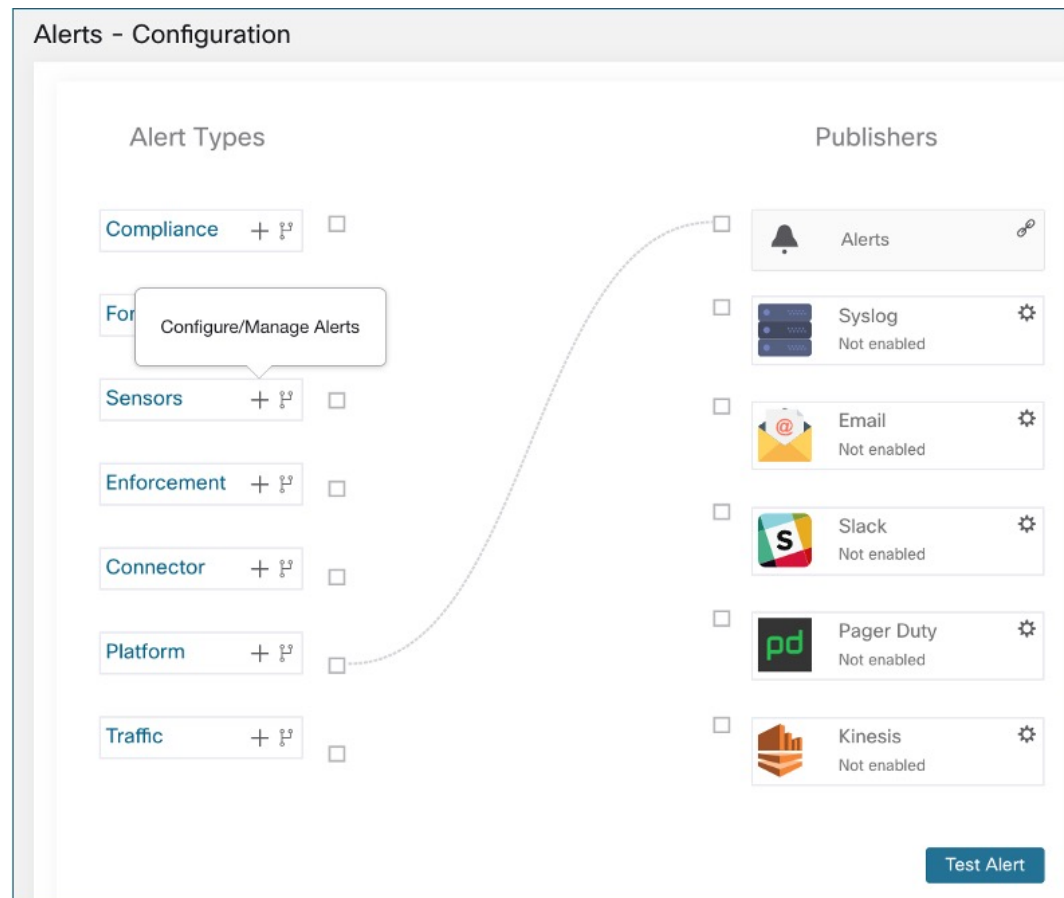 Alerts - Configuration
Alert Types
Publishers
Compliance
For
Configure/Manage Alerts
Sensors
Enforcement
Connector
Platform
Traffic
Alerts
Syslog
Not enabled
@
Email
Not enabled
S
Slack
Not enabled
pd
Pager Duty
Not enabled
Kinesis
Not enabled
Test Alert